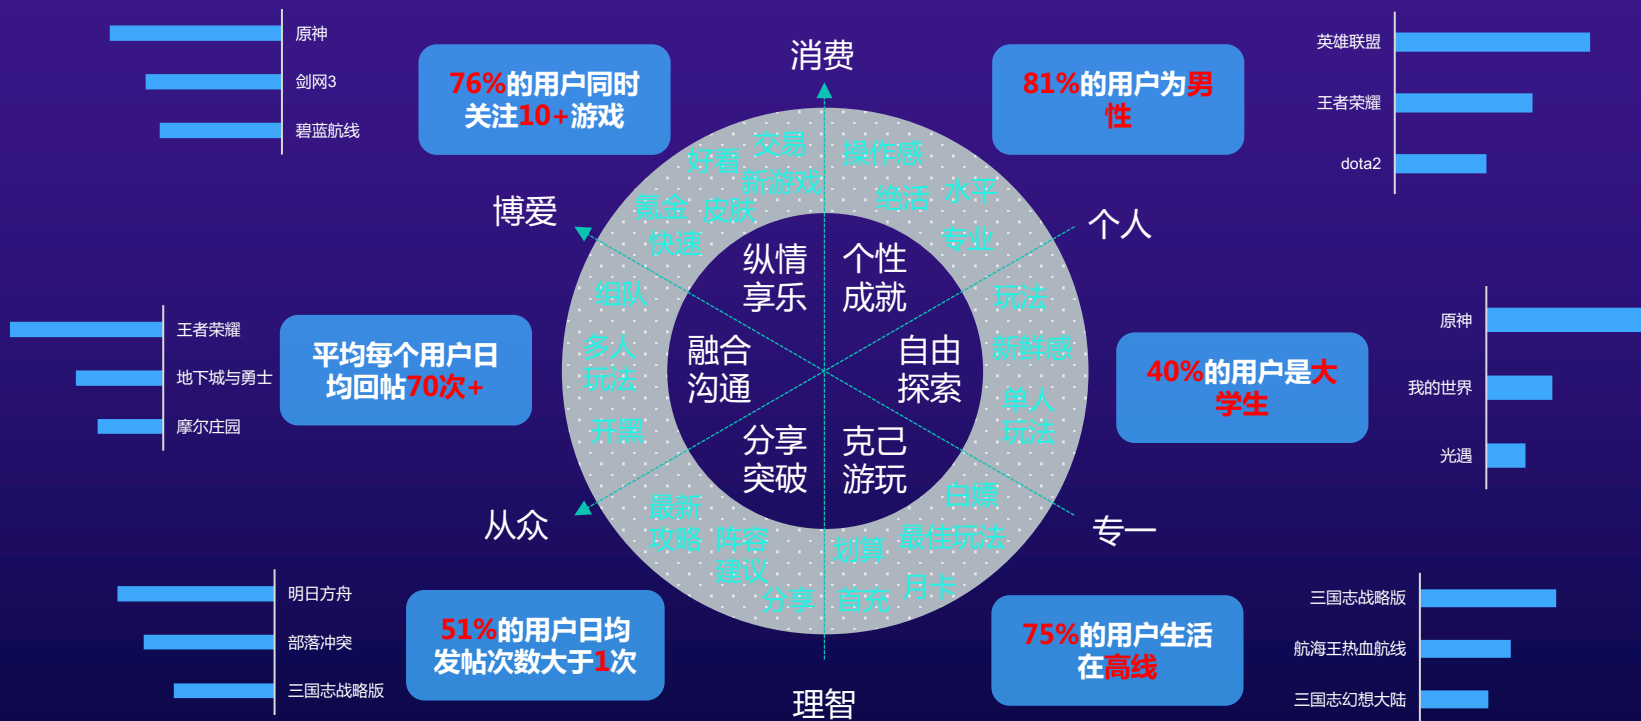 原神
剑网3
碧蓝航线
76%的用户同时
关注10+游戏
消费
81%的用户为男
性
英雄联盟
王者荣耀
dota2
博爱
个人
好看
交易
新游戏
氪金
皮肤
快速
操作感
绝活
水平
专业
纵情
享乐
个性
成就
王者荣耀
地下城与勇士
摩尔庄园
平均每个用户日
均回帖70次+
组队
多人
玩法
开黑
融合
沟通
自由
探索
玩法
新鲜感
单人
玩法
40%的用户是大
学生
原神
我的世界
光遇
分享
突破
克己
游玩
从众
专一
最新
攻略
阵容
建议
分享
白嫖
最佳玩法
划算
月卡
首充
明日方舟
部落冲突
三国志战略版
51%的用户日均
发帖次数大于1次
理智
75%的用户生活
在高线
三国志战略版
航海王热血航线
三国志幻想大陆